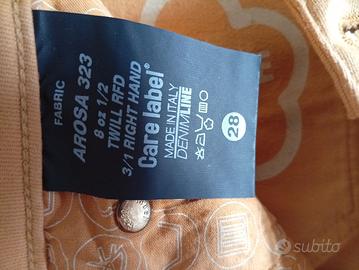 FABRIC
AROSA 323
8 oz 1/2
TWILL RFD
3/1 RIGHT HAND
Care label®
MADE IN ITALY
DENIMLINE
28
subito